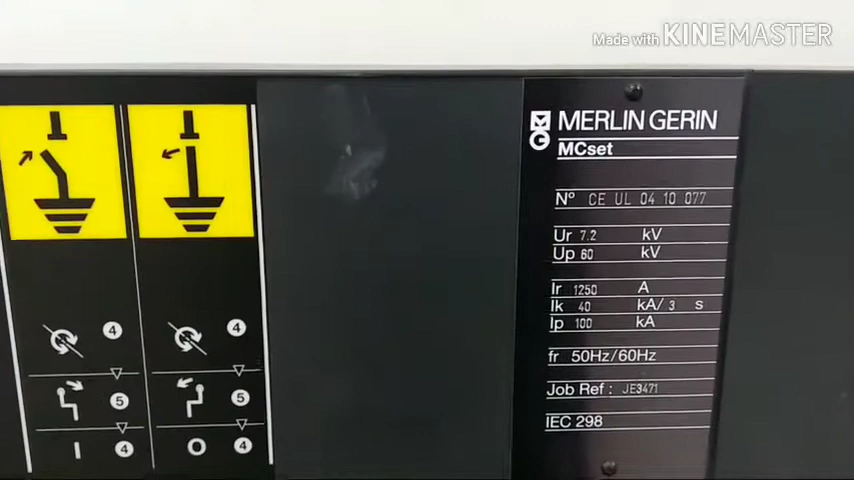 Made with KINEMASTER
MERLIN GERIN
MCset
Nº CE UL 04 10 077
Ur 7.2 kV
Up 60 kV
Ir 1250 A
Ik 40 kA/ 3 s
Ip 100 kA
fr 50Hz/60Hz
Job Ref : JE3471
IEC 298
4 4
5 5
I 4 O 4